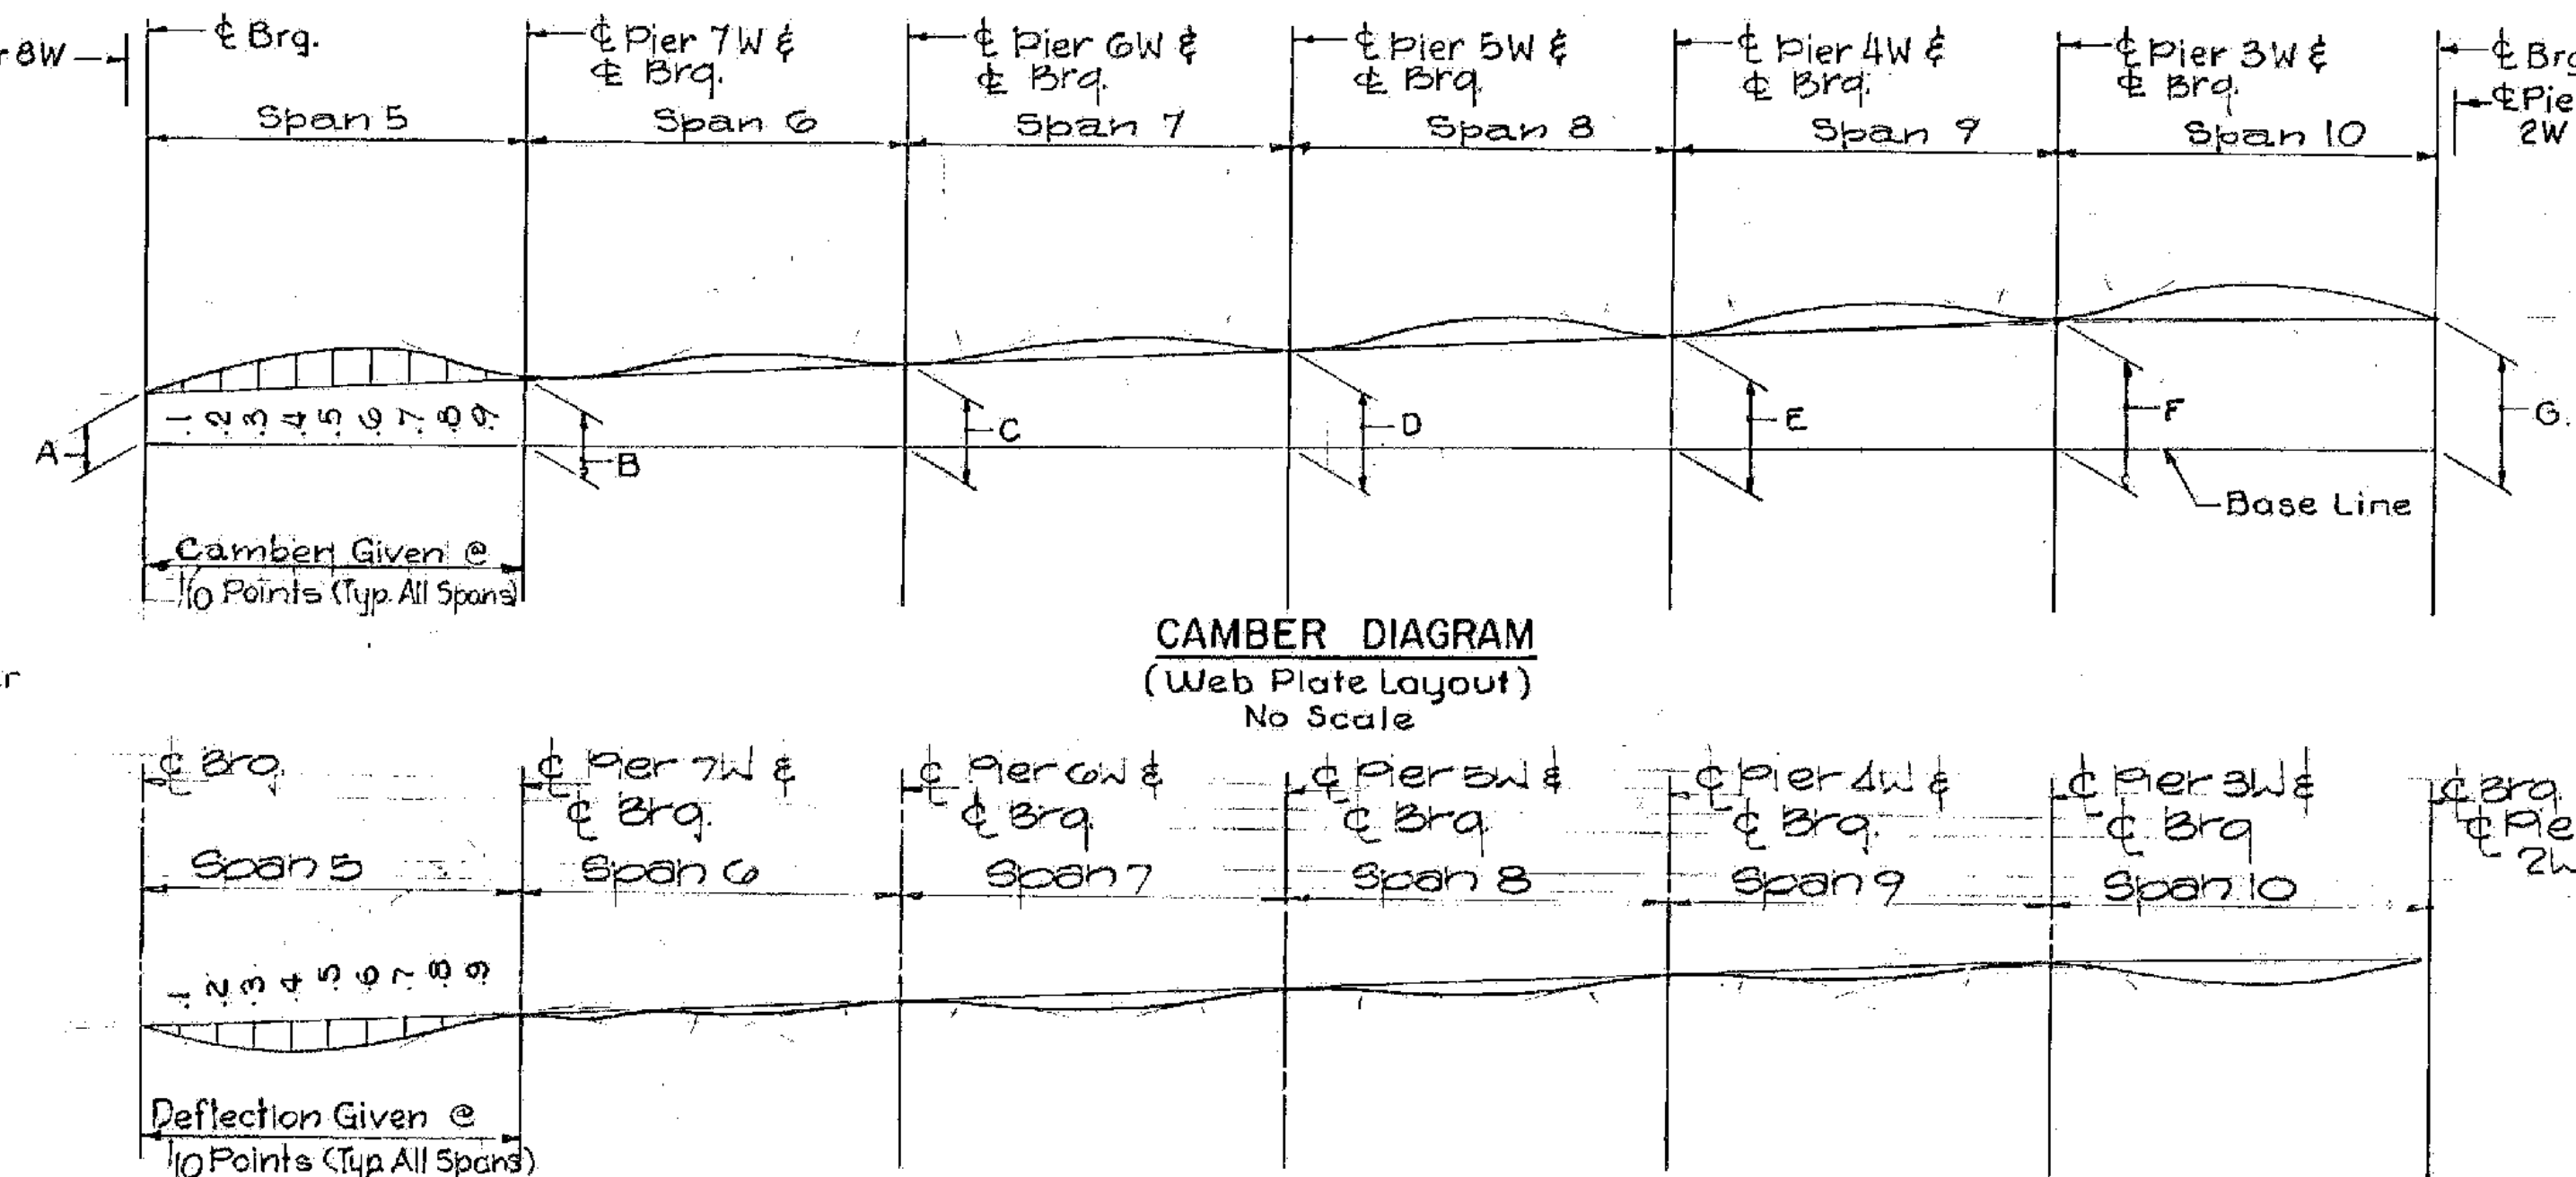 8W
℄ Brg.
℄ Pier 7W &
℄ Brg.
℄ Pier 6W &
℄ Brg.
℄ Pier 5W &
℄ Brg.
℄ Pier 4W &
℄ Brg.
℄ Pier 3W &
℄ Brg.
℄ Brg
℄ Pie
2W
Span 5
Span 6
Span 7
Span 8
Span 9
Span 10
.1 .2 .3 .4 .5 .6 .7 .8 .9
A
B
C
D
E
F
G.
Base Line
Camber Given @
1/10 Points (Typ. All Spans)
CAMBER DIAGRAM
(Web Plate Layout)
No Scale
℄ Brg.
℄ Pier 7W &
℄ Brg.
℄ Pier 6W &
℄ Brg.
℄ Pier 5W &
℄ Brg
℄ Pier 4W &
℄ Brg.
℄ Pier 3W &
℄ Brg
℄ Brg.
℄ Pie
2W
Span 5
Span 6
Span 7
Span 8
Span 9
Span 10
.1 .2 .3 .4 .5 .6 .7 .8 .9
Deflection Given @
1/10 Points (Typ. All Spans)